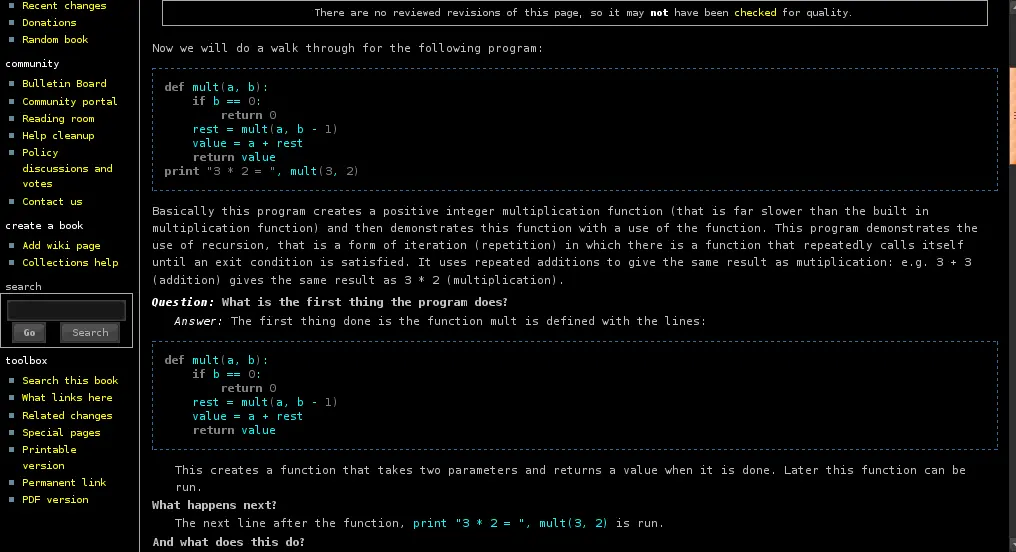 Recent changes
Donations
Random book
community
Bulletin Board
Community portal
Reading room
Help cleanup
Policy
discussions and
votes
Contact us
create a book
Add wiki page
Collections help
search
Go Search
toolbox
Search this book
What links here
Related changes
Special pages
Printable
version
Permanent link
PDF version
There are no reviewed revisions of this page, so it may not have been checked for quality.
Now we will do a walk through for the following program:
def mult(a, b):
    if b == 0:
        return 0
    rest = mult(a, b - 1)
    value = a + rest
    return value
print "3 * 2 = ", mult(3, 2)
Basically this program creates a positive integer multiplication function (that is far slower than the built in
multiplication function) and then demonstrates this function with a use of the function. This program demonstrates the
use of recursion, that is a form of iteration (repetition) in which there is a function that repeatedly calls itself
until an exit condition is satisfied. It uses repeated additions to give the same result as mutiplication: e.g. 3 + 3
(addition) gives the same result as 3 * 2 (multiplication).
Question: What is the first thing the program does?
Answer: The first thing done is the function mult is defined with the lines:
def mult(a, b):
    if b == 0:
        return 0
    rest = mult(a, b - 1)
    value = a + rest
    return value
This creates a function that takes two parameters and returns a value when it is done. Later this function can be
run.
What happens next?
The next line after the function, print "3 * 2 = ", mult(3, 2) is run.
And what does this do?